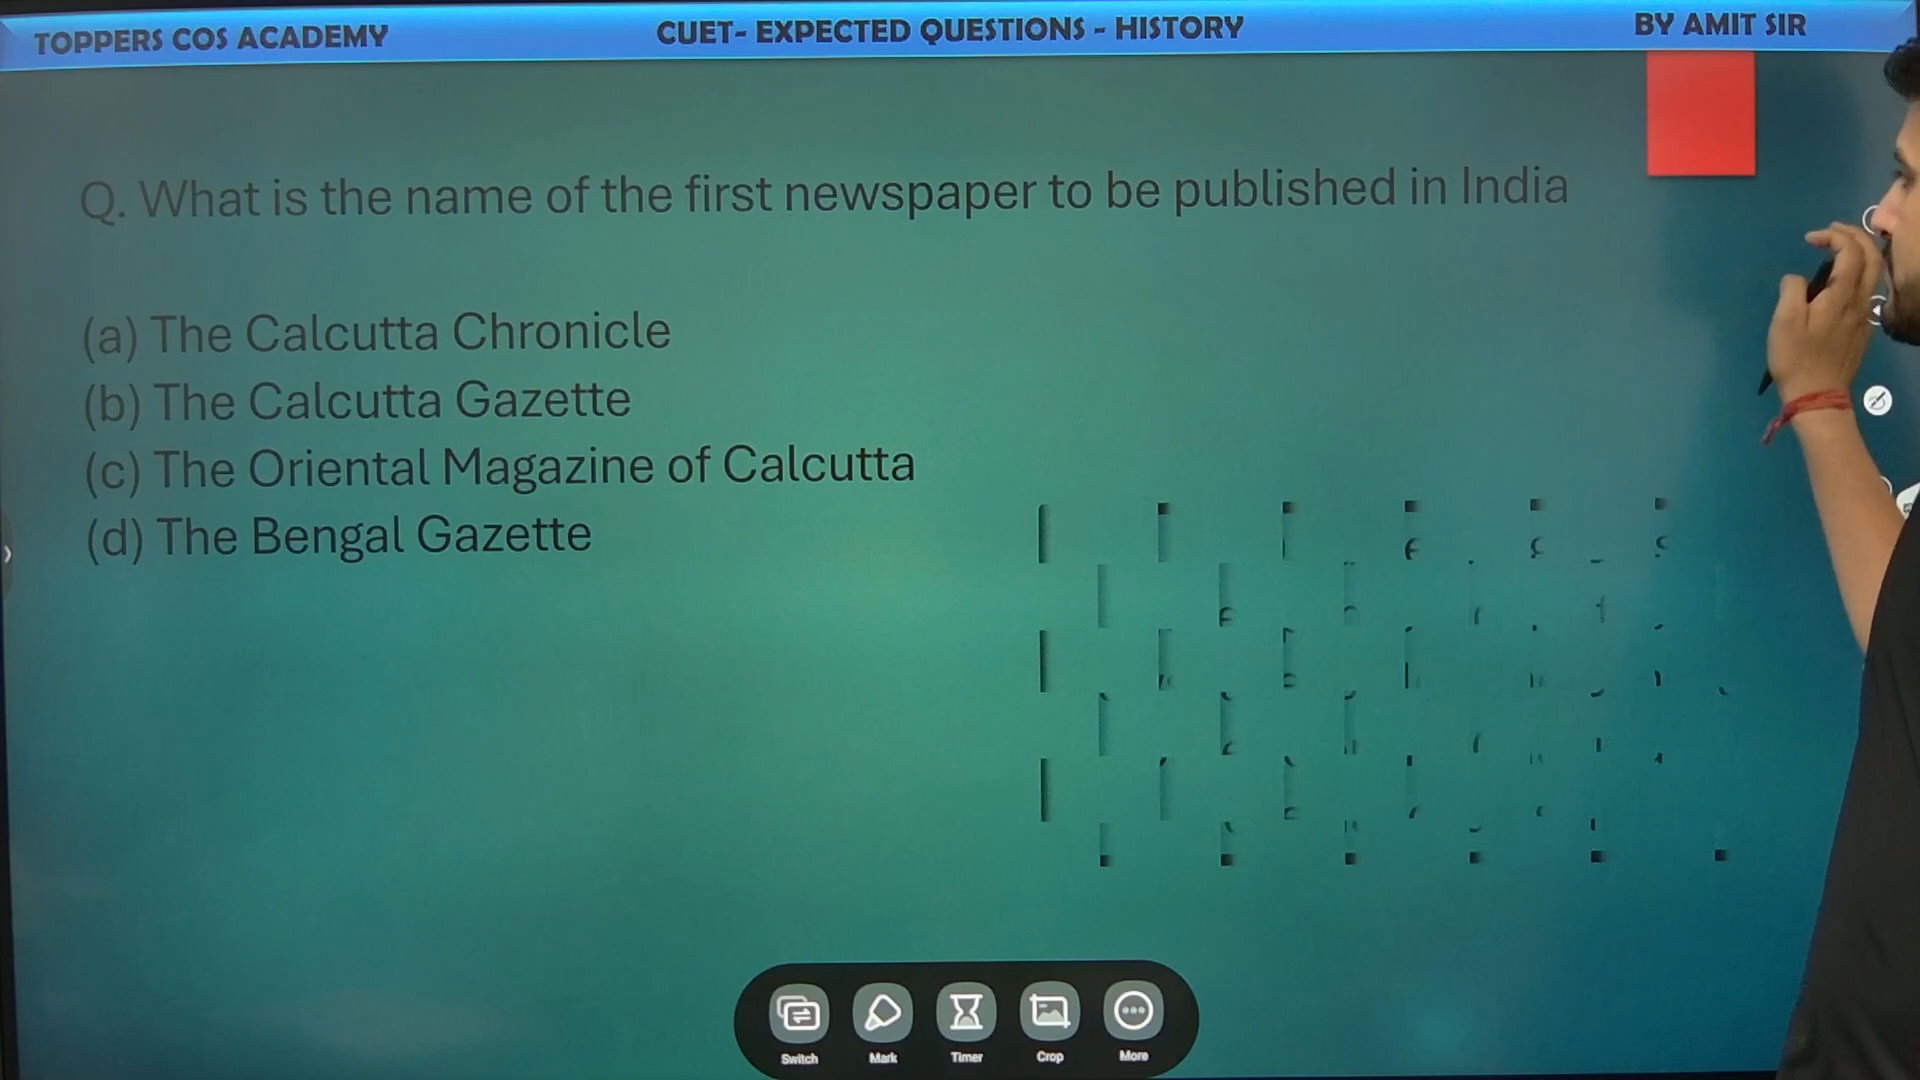 TOPPERS COS ACADEMY
CUET- EXPECTED QUESTIONS - HISTORY
BY AMIT SIR
Q. What is the name of the first newspaper to be published in India
(a) The Calcutta Chronicle
(b) The Calcutta Gazette
(c) The Oriental Magazine of Calcutta
(d) The Bengal Gazette
Switch
Mark
Timer
Crop
More